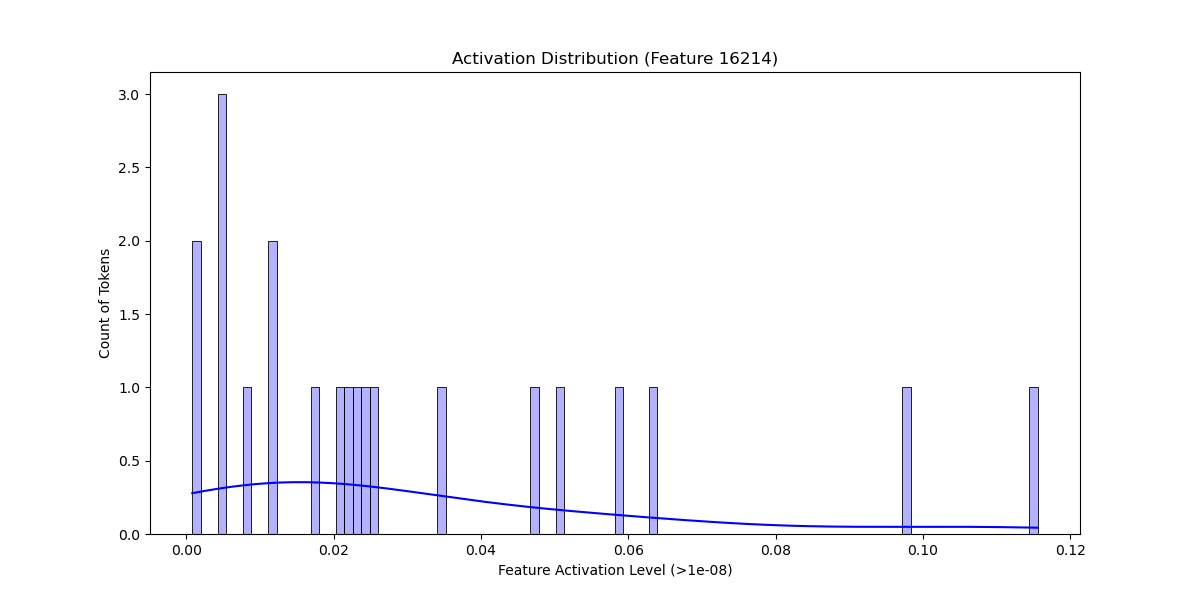 Activation Distribution (Feature 16214)
3.0
2.5
2.0
1.5
1.0
0.5
0.0
Count of Tokens
0.00 0.02 0.04 0.06 0.08 0.10 0.12
Feature Activation Level (>1e-08)